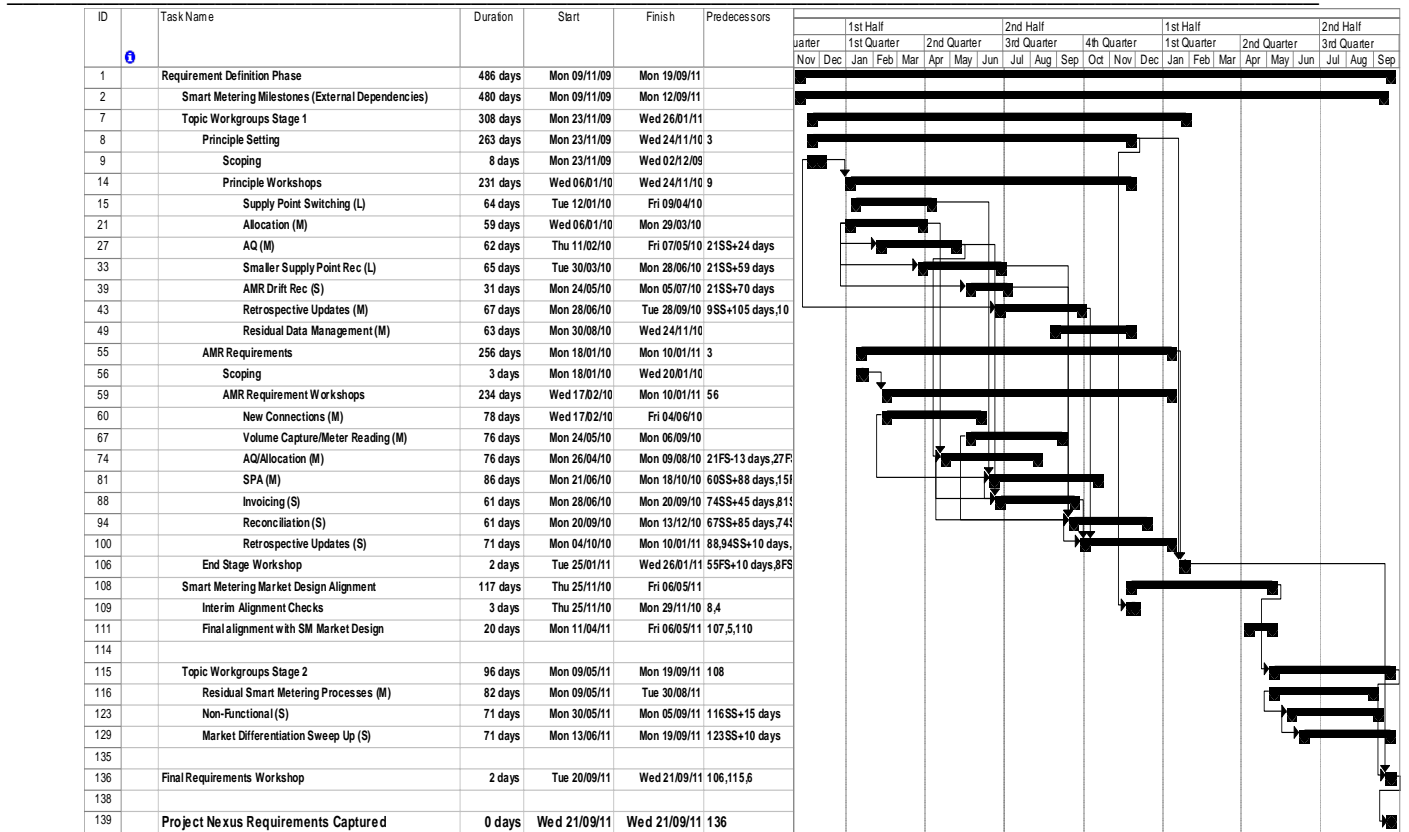 ID Task Name Duration Start Finish Predecessors
1st Half 2nd Half 1st Half 2nd Half
uarter 1st Quarter 2nd Quarter 3rd Quarter 4th Quarter 1st Quarter 2nd Quarter 3rd Quarter
Nov Dec Jan Feb Mar Apr May Jun Jul Aug Sep Oct Nov Dec Jan Feb Mar Apr May Jun Jul Aug Sep
1 Requirement Definition Phase 486 days Mon 09/11/09 Mon 19/09/11
2 Smart Metering Milestones (External Dependencies) 480 days Mon 09/11/09 Mon 12/09/11
7 Topic Workgroups Stage 1 308 days Mon 23/11/09 Wed 26/01/11
8 Principle Setting 263 days Mon 23/11/09 Wed 24/11/10 3
9 Scoping 8 days Mon 23/11/09 Wed 02/12/09
14 Principle Workshops 231 days Wed 06/01/10 Wed 24/11/10 9
15 Supply Point Switching (L) 64 days Tue 12/01/10 Fri 09/04/10
21 Allocation (M) 59 days Wed 06/01/10 Mon 29/03/10
27 AQ (M) 62 days Thu 11/02/10 Fri 07/05/10 21SS+24 days
33 Smaller Supply Point Rec (L) 65 days Tue 30/03/10 Mon 28/06/10 21SS+59 days
39 AMR Drift Rec (S) 31 days Mon 24/05/10 Mon 05/07/10 21SS+70 days
43 Retrospective Updates (M) 67 days Mon 28/06/10 Tue 28/09/10 9SS+105 days,10
49 Residual Data Management (M) 63 days Mon 30/08/10 Wed 24/11/10
55 AMR Requirements 256 days Mon 18/01/10 Mon 10/01/11 3
56 Scoping 3 days Mon 18/01/10 Wed 20/01/10
59 AMR Requirement Workshops 234 days Wed 17/02/10 Mon 10/01/11 56
60 New Connections (M) 78 days Wed 17/02/10 Fri 04/06/10
67 Volume Capture/Meter Reading (M) 76 days Mon 24/05/10 Mon 06/09/10
74 AQ/Allocation (M) 76 days Mon 26/04/10 Mon 09/08/10 21FS-13 days,27F
81 SPA (M) 86 days Mon 21/06/10 Mon 18/10/10 60SS+88 days,15F
88 Invoicing (S) 61 days Mon 28/06/10 Mon 20/09/10 74SS+45 days,81S
94 Reconciliation (S) 61 days Mon 20/09/10 Mon 13/12/10 67SS+85 days,74S
100 Retrospective Updates (S) 71 days Mon 04/10/10 Mon 10/01/11 88,94SS+10 days,
106 End Stage Workshop 2 days Tue 25/01/11 Wed 26/01/11 55FS+10 days,8FS
108 Smart Metering Market Design Alignment 117 days Thu 25/11/10 Fri 06/05/11
109 Interim Alignment Checks 3 days Thu 25/11/10 Mon 29/11/10 8,4
111 Final alignment with SM Market Design 20 days Mon 11/04/11 Fri 06/05/11 107,5,110
114
115 Topic Workgroups Stage 2 96 days Mon 09/05/11 Mon 19/09/11 108
116 Residual Smart Metering Processes (M) 82 days Mon 09/05/11 Tue 30/08/11
123 Non-Functional (S) 71 days Mon 30/05/11 Mon 05/09/11 116SS+15 days
129 Market Differentiation Sweep Up (S) 71 days Mon 13/06/11 Mon 19/09/11 123SS+10 days
135
136 Final Requirements Workshop 2 days Tue 20/09/11 Wed 21/09/11 106,115,6
138
139 Project Nexus Requirements Captured 0 days Wed 21/09/11 Wed 21/09/11 136